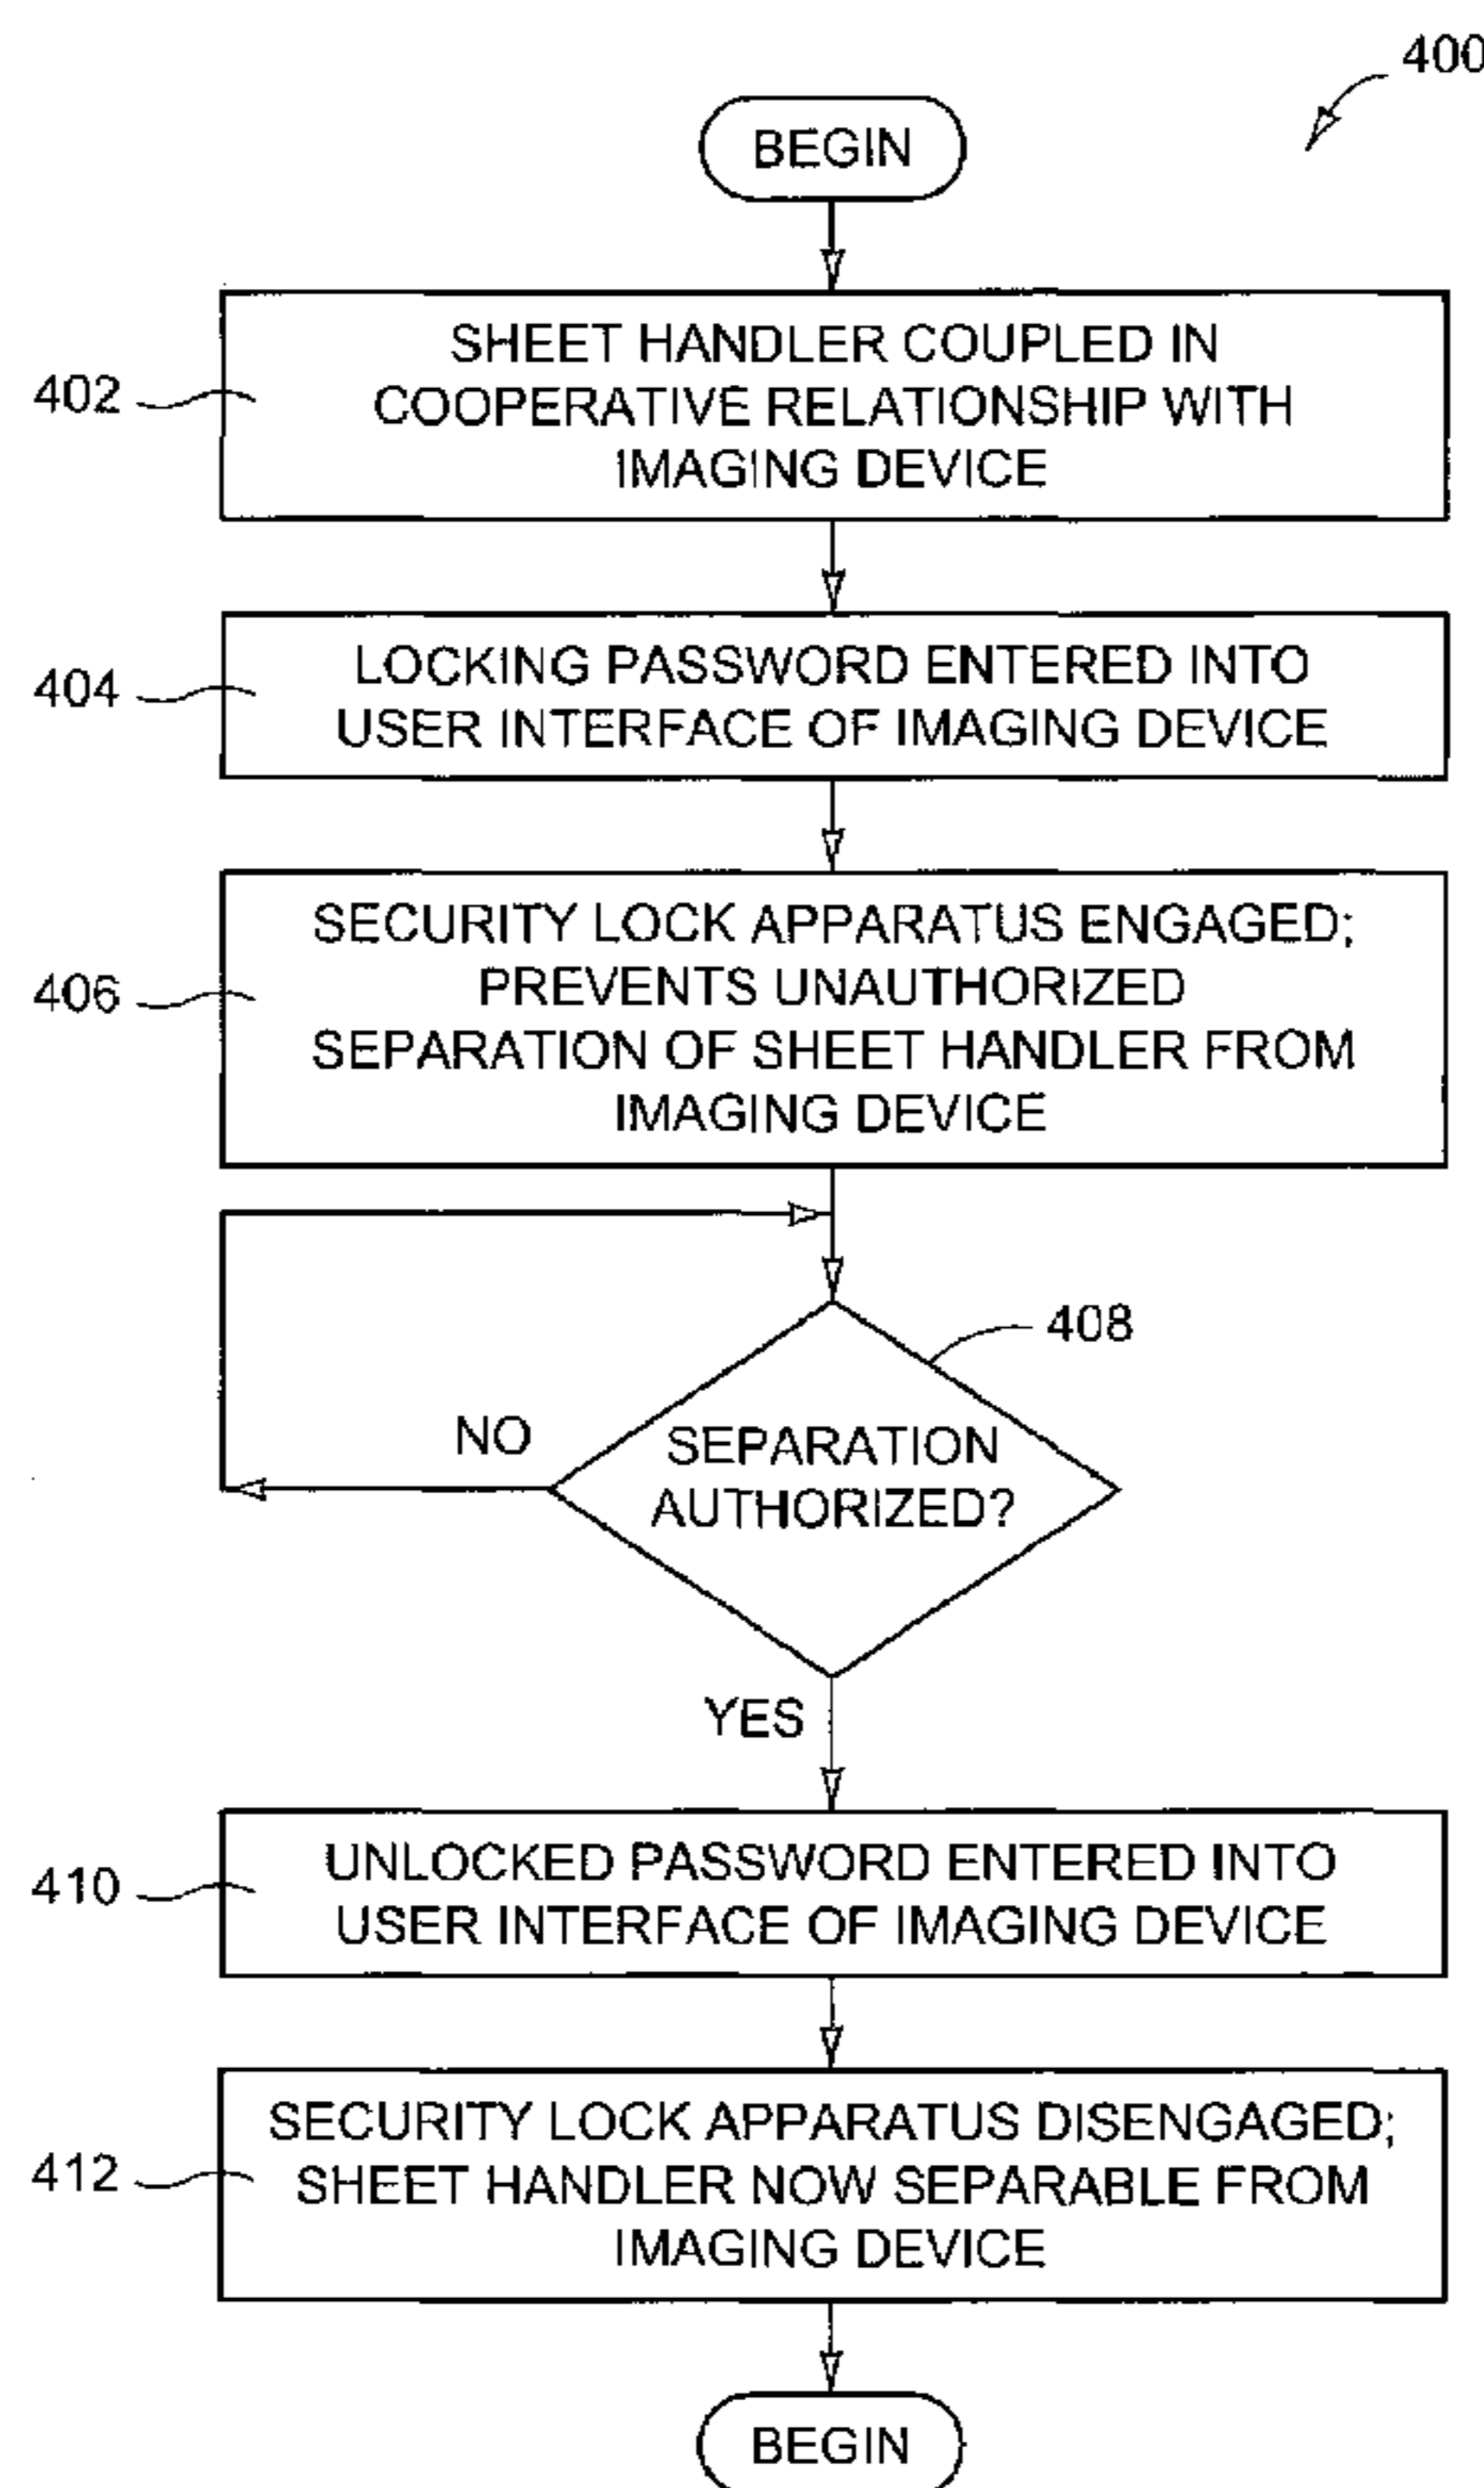 400
BEGIN
402
SHEET HANDLER COUPLED IN
COOPERATIVE RELATIONSHIP WITH
IMAGING DEVICE
404
LOCKING PASSWORD ENTERED INTO
USER INTERFACE OF IMAGING DEVICE
406
SECURITY LOCK APPARATUS ENGAGED;
PREVENTS UNAUTHORIZED
SEPARATION OF SHEET HANDLER FROM
IMAGING DEVICE
408
NO
SEPARATION
AUTHORIZED?
YES
410
UNLOCKED PASSWORD ENTERED INTO
USER INTERFACE OF IMAGING DEVICE
412
SECURITY LOCK APPARATUS DISENGAGED;
SHEET HANDLER NOW SEPARABLE FROM
IMAGING DEVICE
BEGIN